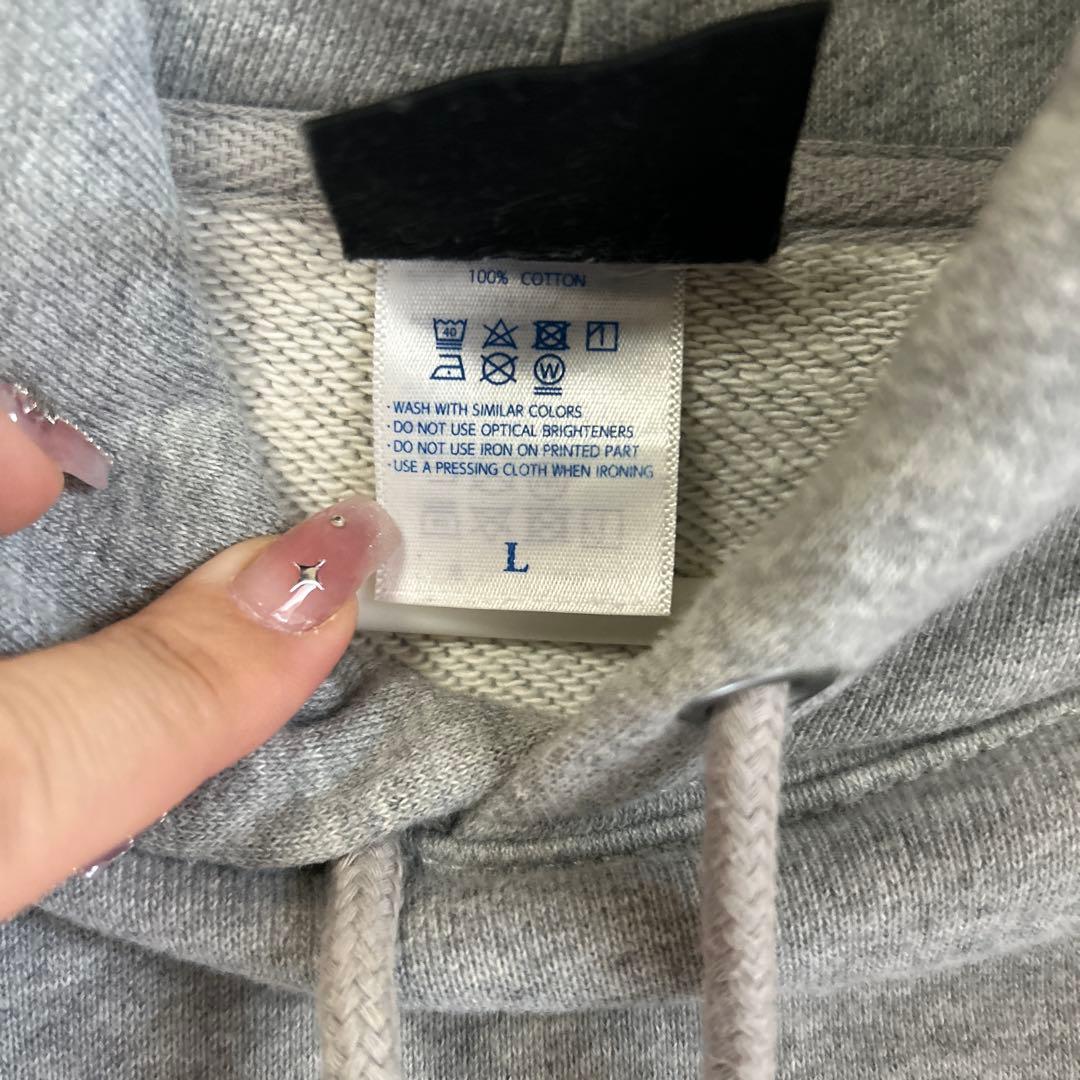 100% COTTON
40
W
·WASH WITH SIMILAR COLORS
·DO NOT USE OPTICAL BRIGHTENERS
·DO NOT USE IRON ON PRINTED PART
·USE A PRESSING CLOTH WHEN IRONING
L